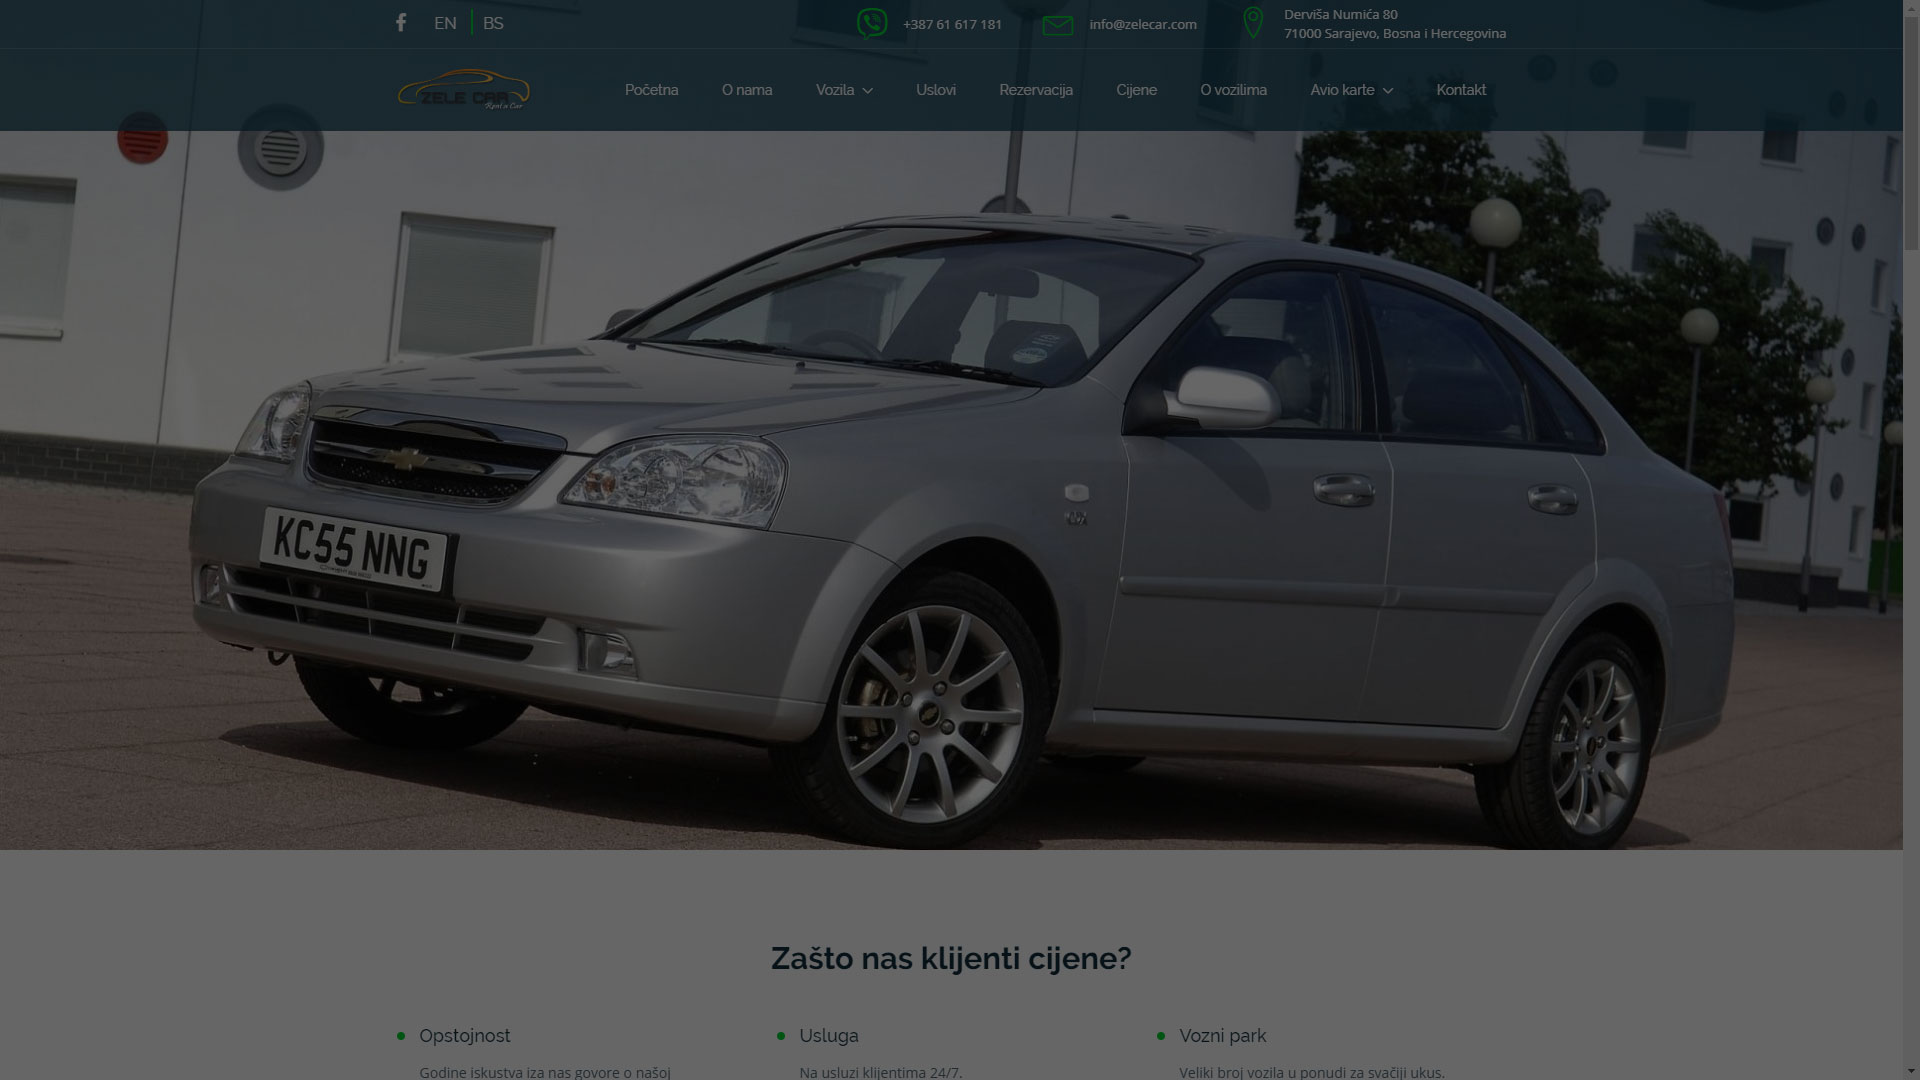 EN
BS
+387 61 617 181
info@zelecar.com
Derviša Numića 80
71000 Sarajevo, Bosna i Hercegovina
ZELE CAR
Rent a Car
Početna
O nama
Vozila
Uslovi
Rezervacija
Cijene
O vozilima
Avio karte
Kontakt
KC55 NNG
Zašto nas klijenti cijene?
Opstojnost
Usluga
Vozni park
Godine iskustva iza nas govore o našoj
Na usluzi klijentima 24/7.
Veliki broj vozila u ponudi za svačiji ukus.